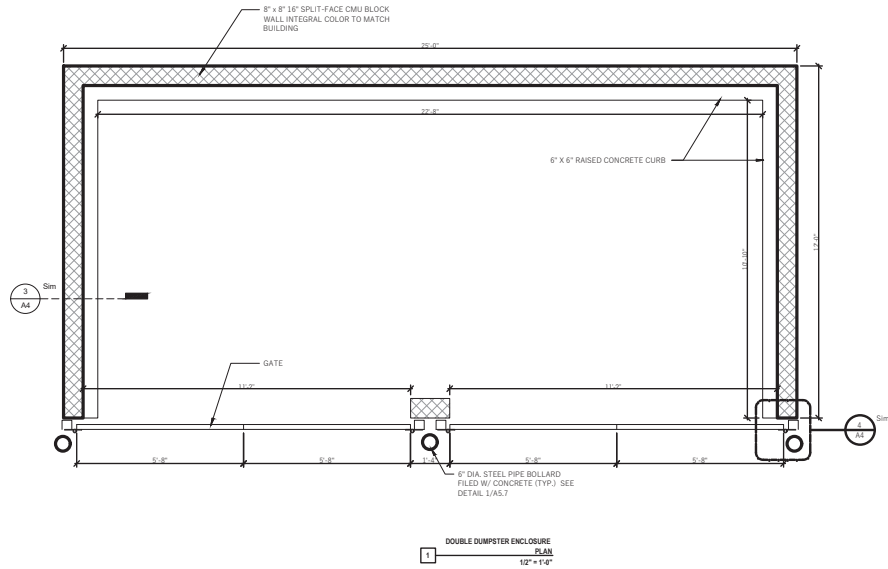 8" x 8" 16" SPLIT-FACE CMU BLOCK
WALL INTEGRAL COLOR TO MATCH
BUILDING
25'-0"
22'-8"
6" X 6" RAISED CONCRETE CURB
10'-10"
12'-0"
3
A4
Sim
GATE
11'-2"
11'-2"
4
A4
Sim
5'-8"
5'-8"
1'-4"
5'-8"
5'-8"
6" DIA. STEEL PIPE BOLLARD
FILED W/ CONCRETE (TYP.) SEE
DETAIL 1/A5.7
1
DOUBLE DUMPSTER ENCLOSURE
PLAN
1/2" = 1'-0"